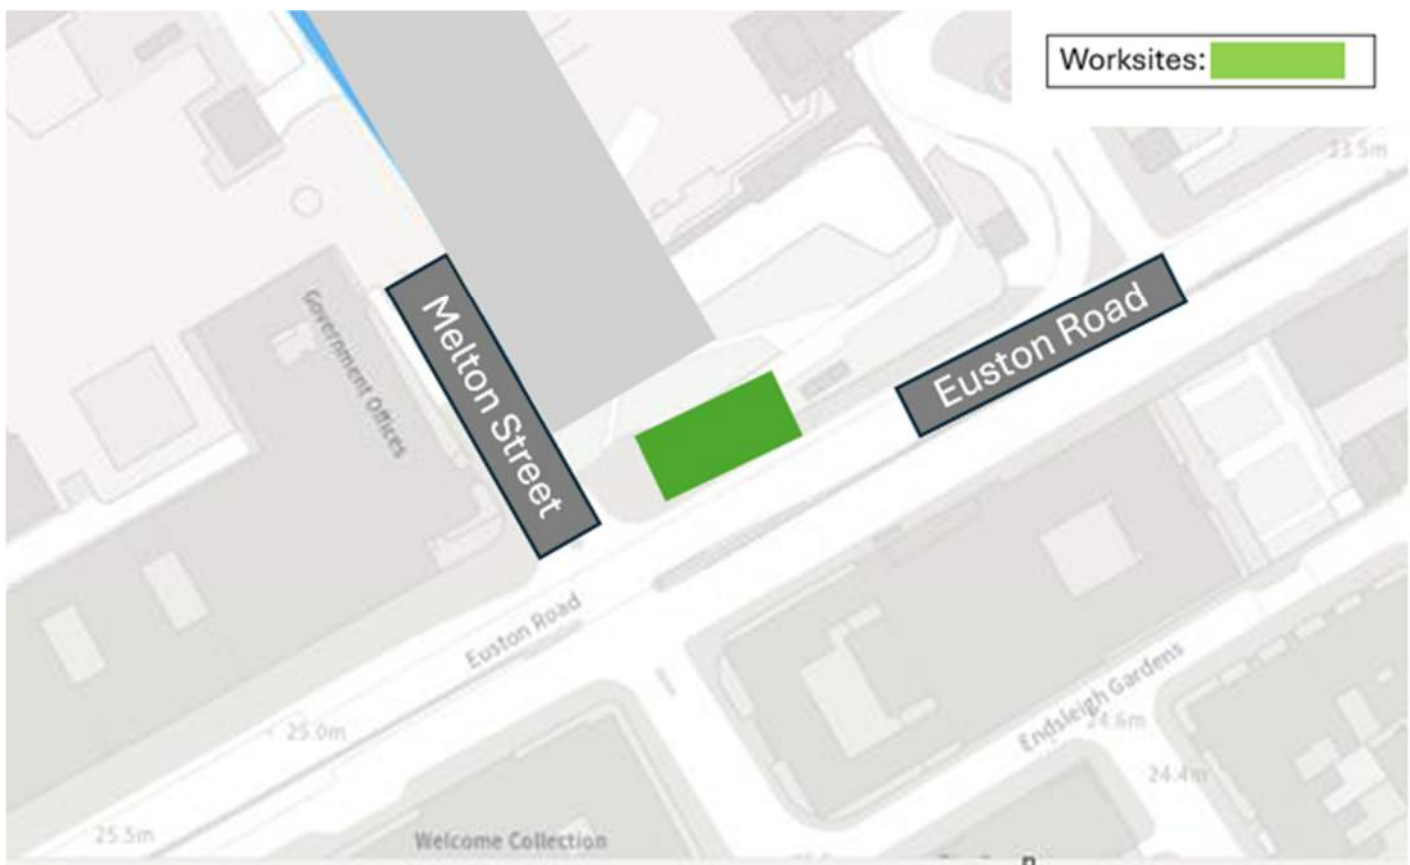 Worksites:
23.5m
Government Offices
Melton Street
Euston Road
Euston Road
Endsleigh Gardens
24.6m
25.0m
24.4m
25.5m
Welcome Collection